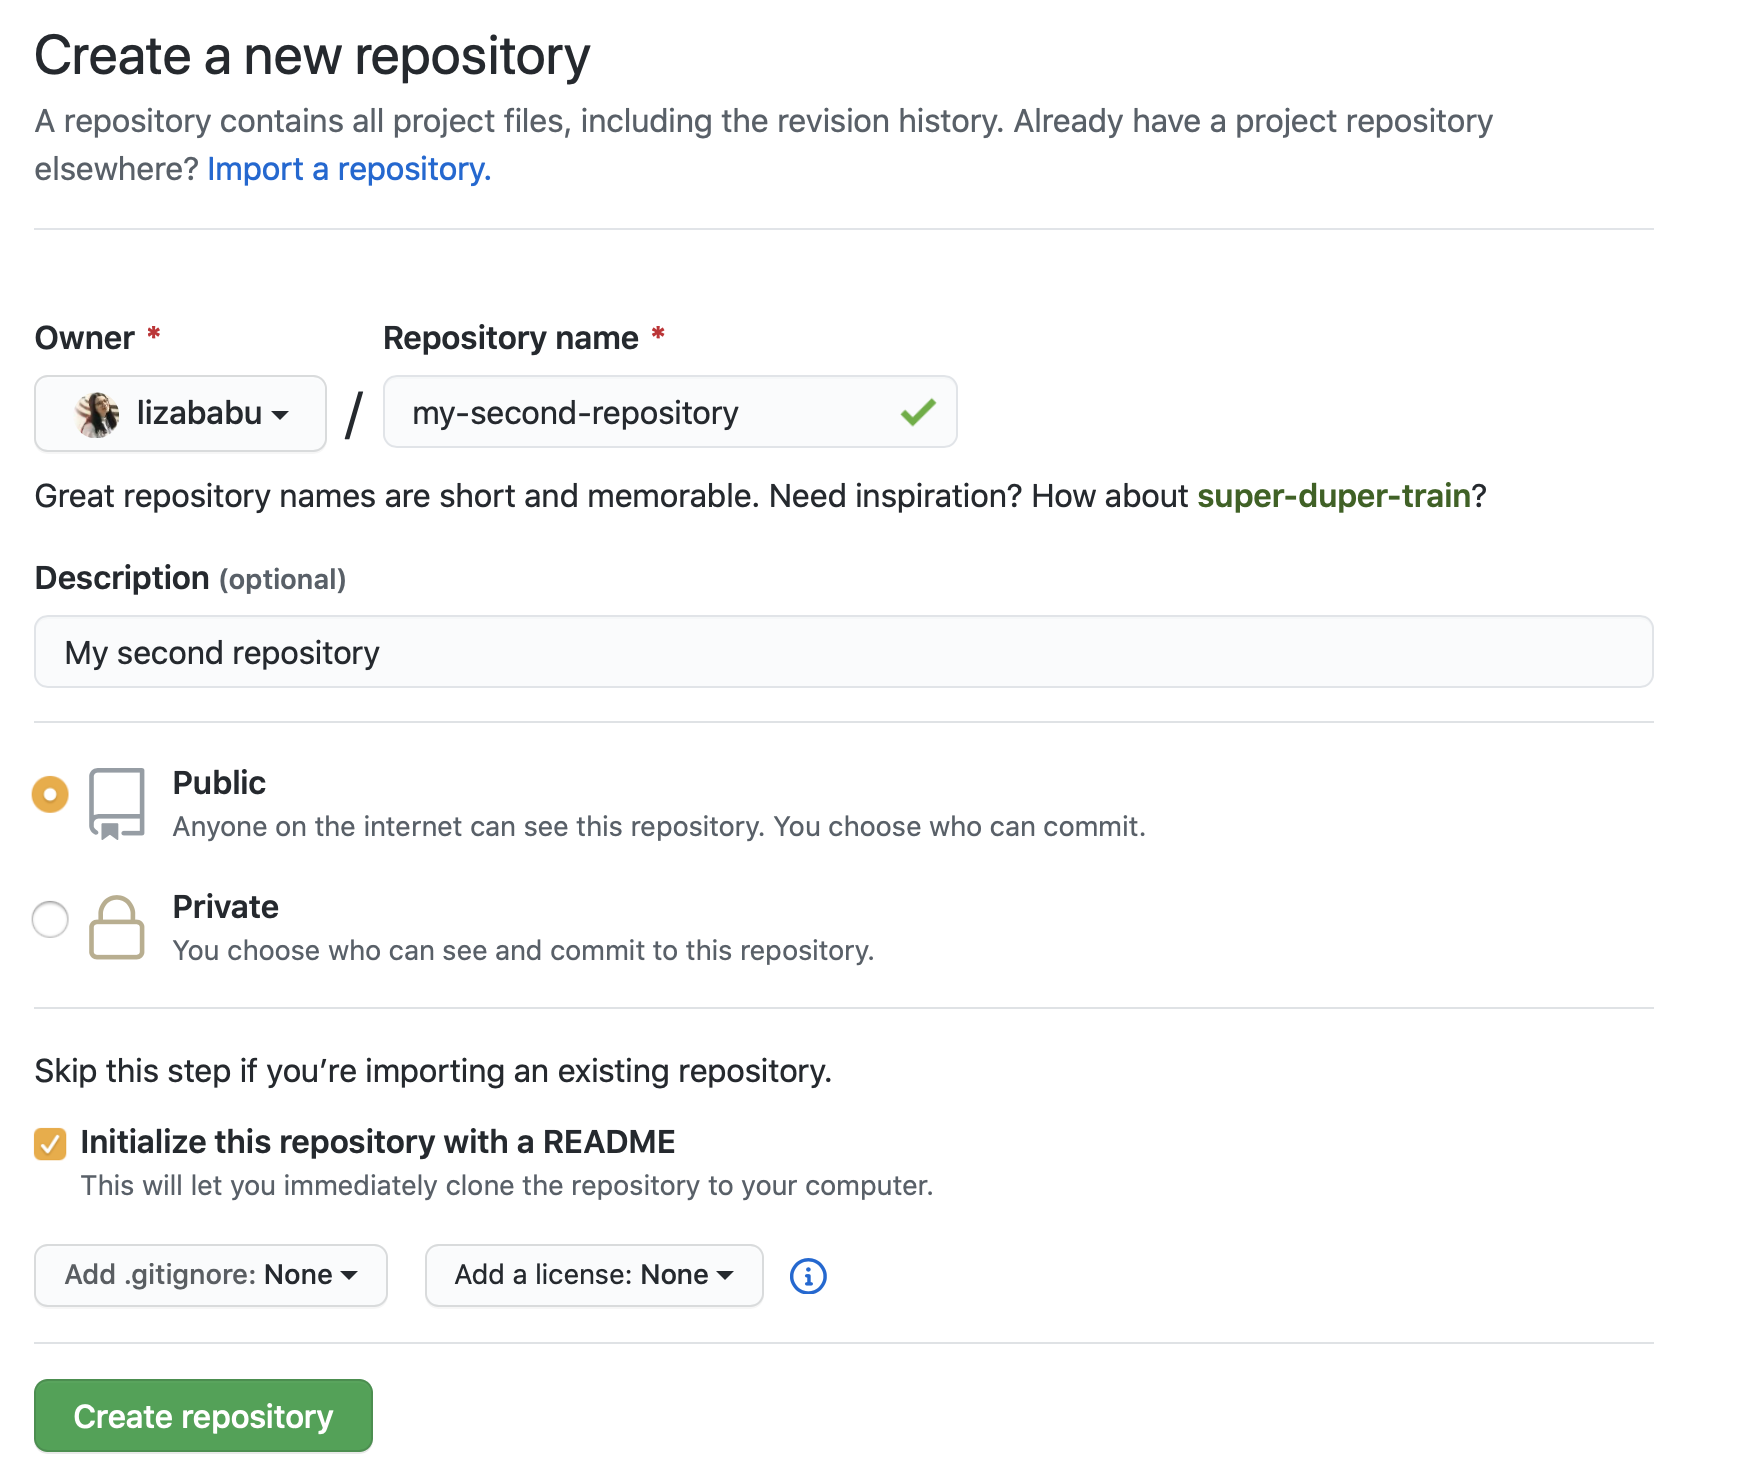 Create a new repository
A repository contains all project files, including the revision history. Already have a project repository
elsewhere? Import a repository.
Owner * Repository name *
lizababu / my-second-repository
Great repository names are short and memorable. Need inspiration? How about super-duper-train?
Description (optional)
My second repository
Public
Anyone on the internet can see this repository. You choose who can commit.
Private
You choose who can see and commit to this repository.
Skip this step if you’re importing an existing repository.
Initialize this repository with a README
This will let you immediately clone the repository to your computer.
Add .gitignore: None Add a license: None
Create repository